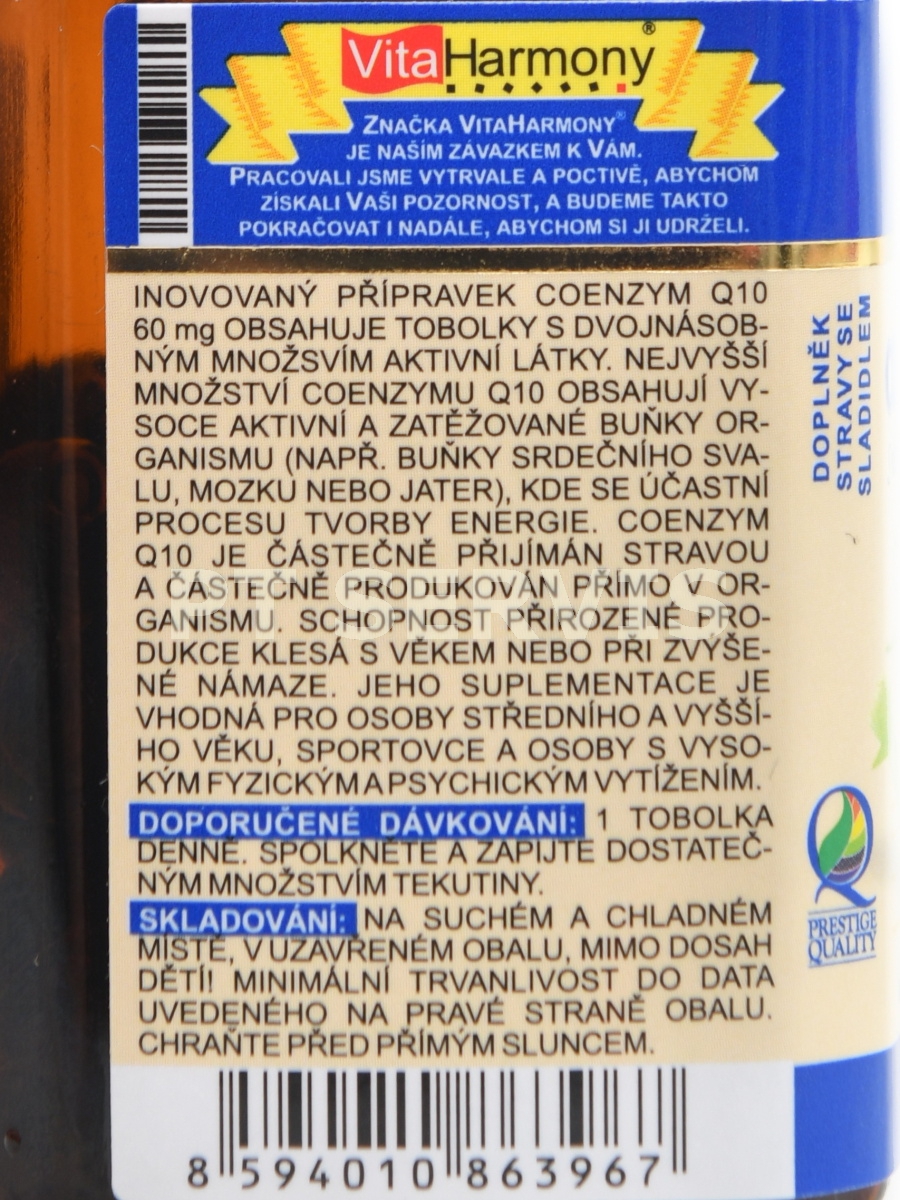 VitaHarmony®
ZNAČKA VITAHARMONY®
JE NAŠÍM ZÁVAZKEM K VÁM.
PRACOVALI JSME VYTRVALE A POCTIVĚ, ABYCHOM
ZÍSKALI VAŠI POZORNOST, A BUDEME TAKTO
POKRAČOVAT I NADÁLE, ABYCHOM SI JI UDRŽELI.
INOVOVANÝ PŘÍPRAVEK COENZYM Q10
60 mg OBSAHUJE TOBOLKY S DVOJNÁSOB-
NÝM MNOŽSVÍM AKTIVNÍ LÁTKY. NEJVYŠŠÍ
MNOŽSTVÍ COENZYMU Q10 OBSAHUJÍ VY-
SOCE AKTIVNÍ A ZATĚŽOVANÉ BUŇKY OR-
GANISMU (NAPŘ. BUŇKY SRDEČNÍHO SVA-
LU, MOZKU NEBO JATER), KDE SE ÚČASTNÍ
PROCESU TVORBY ENERGIE. COENZYM
Q10 JE ČÁSTEČNĚ PŘIJÍMÁN STRAVOU
A ČÁSTEČNĚ PRODUKOVÁN PŘÍMO V OR-
GANISMU. SCHOPNOST PŘIROZENÉ PRO-
DUKCE KLESÁ S VĚKEM NEBO PŘI ZVÝŠE-
NÉ NÁMAZE. JEHO SUPLEMENTACE JE
VHODNÁ PRO OSOBY STŘEDNÍHO A VYŠŠÍ-
HO VĚKU, SPORTOVCE A OSOBY S VYSO-
KÝM FYZICKÝM A PSYCHICKÝM VYTÍŽENÍM.
DOPORUČENÉ DÁVKOVÁNÍ: 1 TOBOLKA
DENNĚ. SPOLKNĚTE A ZAPIJTE DOSTATEČ-
NÝM MNOŽSTVÍM TEKUTINY.
SKLADOVÁNÍ: NA SUCHÉM A CHLADNÉM
MÍSTĚ, V UZAVŘENÉM OBALU, MIMO DOSAH
DĚTÍ! MINIMÁLNÍ TRVANLIVOST DO DATA
UVEDENÉHO NA PRAVÉ STRANĚ OBALU.
CHRAŇTE PŘED PŘÍMÝM SLUNCEM.
8 594010 863967
DOPLNĚK
STRAVY SE
SLADIDLEM
PRESTIGE
QUALITY